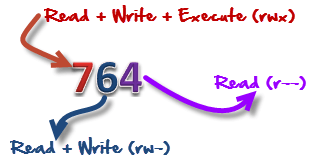 Read + Write + Execute (rwx)
764
Read (r--)
Read + Write (rw-)